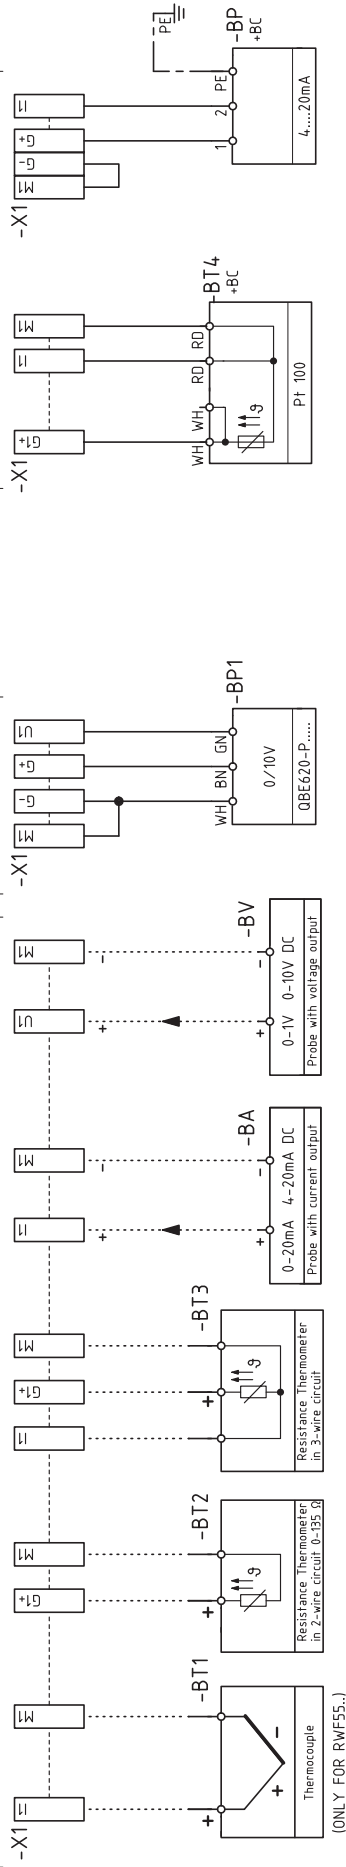 -X1
I1
M1
-BT1
+
+ -
Thermocouple
(ONLY FOR RWF55..)
G1+
M1
-BT2
+
ϑ
Resistance Thermometer
in 2-wire circuit 0-135 Ω
I1
G1+
M1
-BT3
+
ϑ
Resistance Thermometer
in 3-wire circuit
I1
M1
+ -
-BA
+ -
0-20mA 4-20mA DC
Probe with current output
U1
M1
+ -
-BV
+ -
0-1V 0-10V DC
Probe with voltage output
-X1
M1
G-
G+
U1
-BP1
WH BN GN
0/10V
QBE620-P.....
-X1
G1+
I1
M1
-BT4
+BC
WH WH RD RD
ϑ
Pt 100
-X1
M1
G-
G+
I1
PE
-BP
+BC
1 2 PE
4....20mA